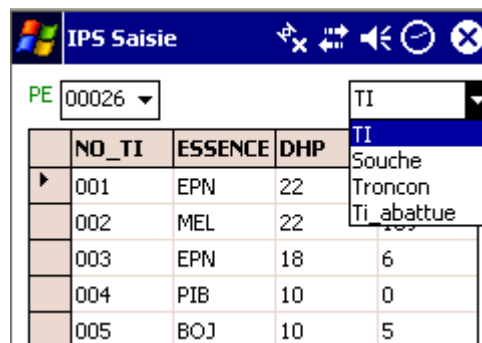 IPS Saisie
PE 00026 TI
TI
Souche
Troncon
Ti_abattue
NO_TI ESSENCE DHP
001 EPN 22
002 MEL 22
003 EPN 18 6
004 PIB 10 0
005 BOJ 10 5